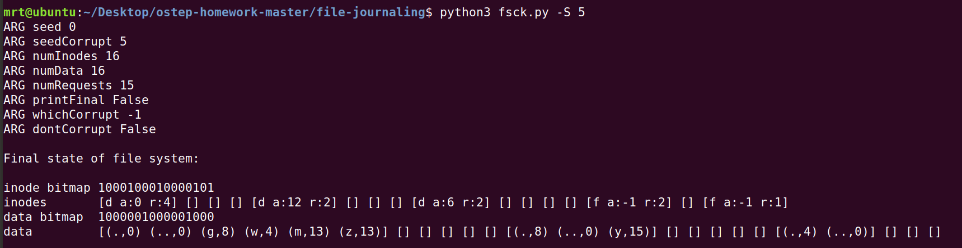 mrt@ubuntu:~/Desktop/ostep-homework-master/file-journaling$ python3 fsck.py -S 5
ARG seed 0
ARG seedCorrupt 5
ARG numInodes 16
ARG numData 16
ARG numRequests 15
ARG printFinal False
ARG whichCorrupt -1
ARG dontCorrupt False
Final state of file system:
inode bitmap 1000100010000101
inodes       [d a:0 r:4] [] [] [] [d a:12 r:2] [] [] [] [d a:6 r:2] [] [] [] [] [f a:-1 r:2] [] [f a:-1 r:1]
data bitmap  1000001000001000
data         [(.,0) (..,0) (g,8) (w,4) (m,13) (z,13)] [] [] [] [] [] [(.,8) (..,0) (y,15)] [] [] [] [] [] [(.,4) (..,0)] [] [] []